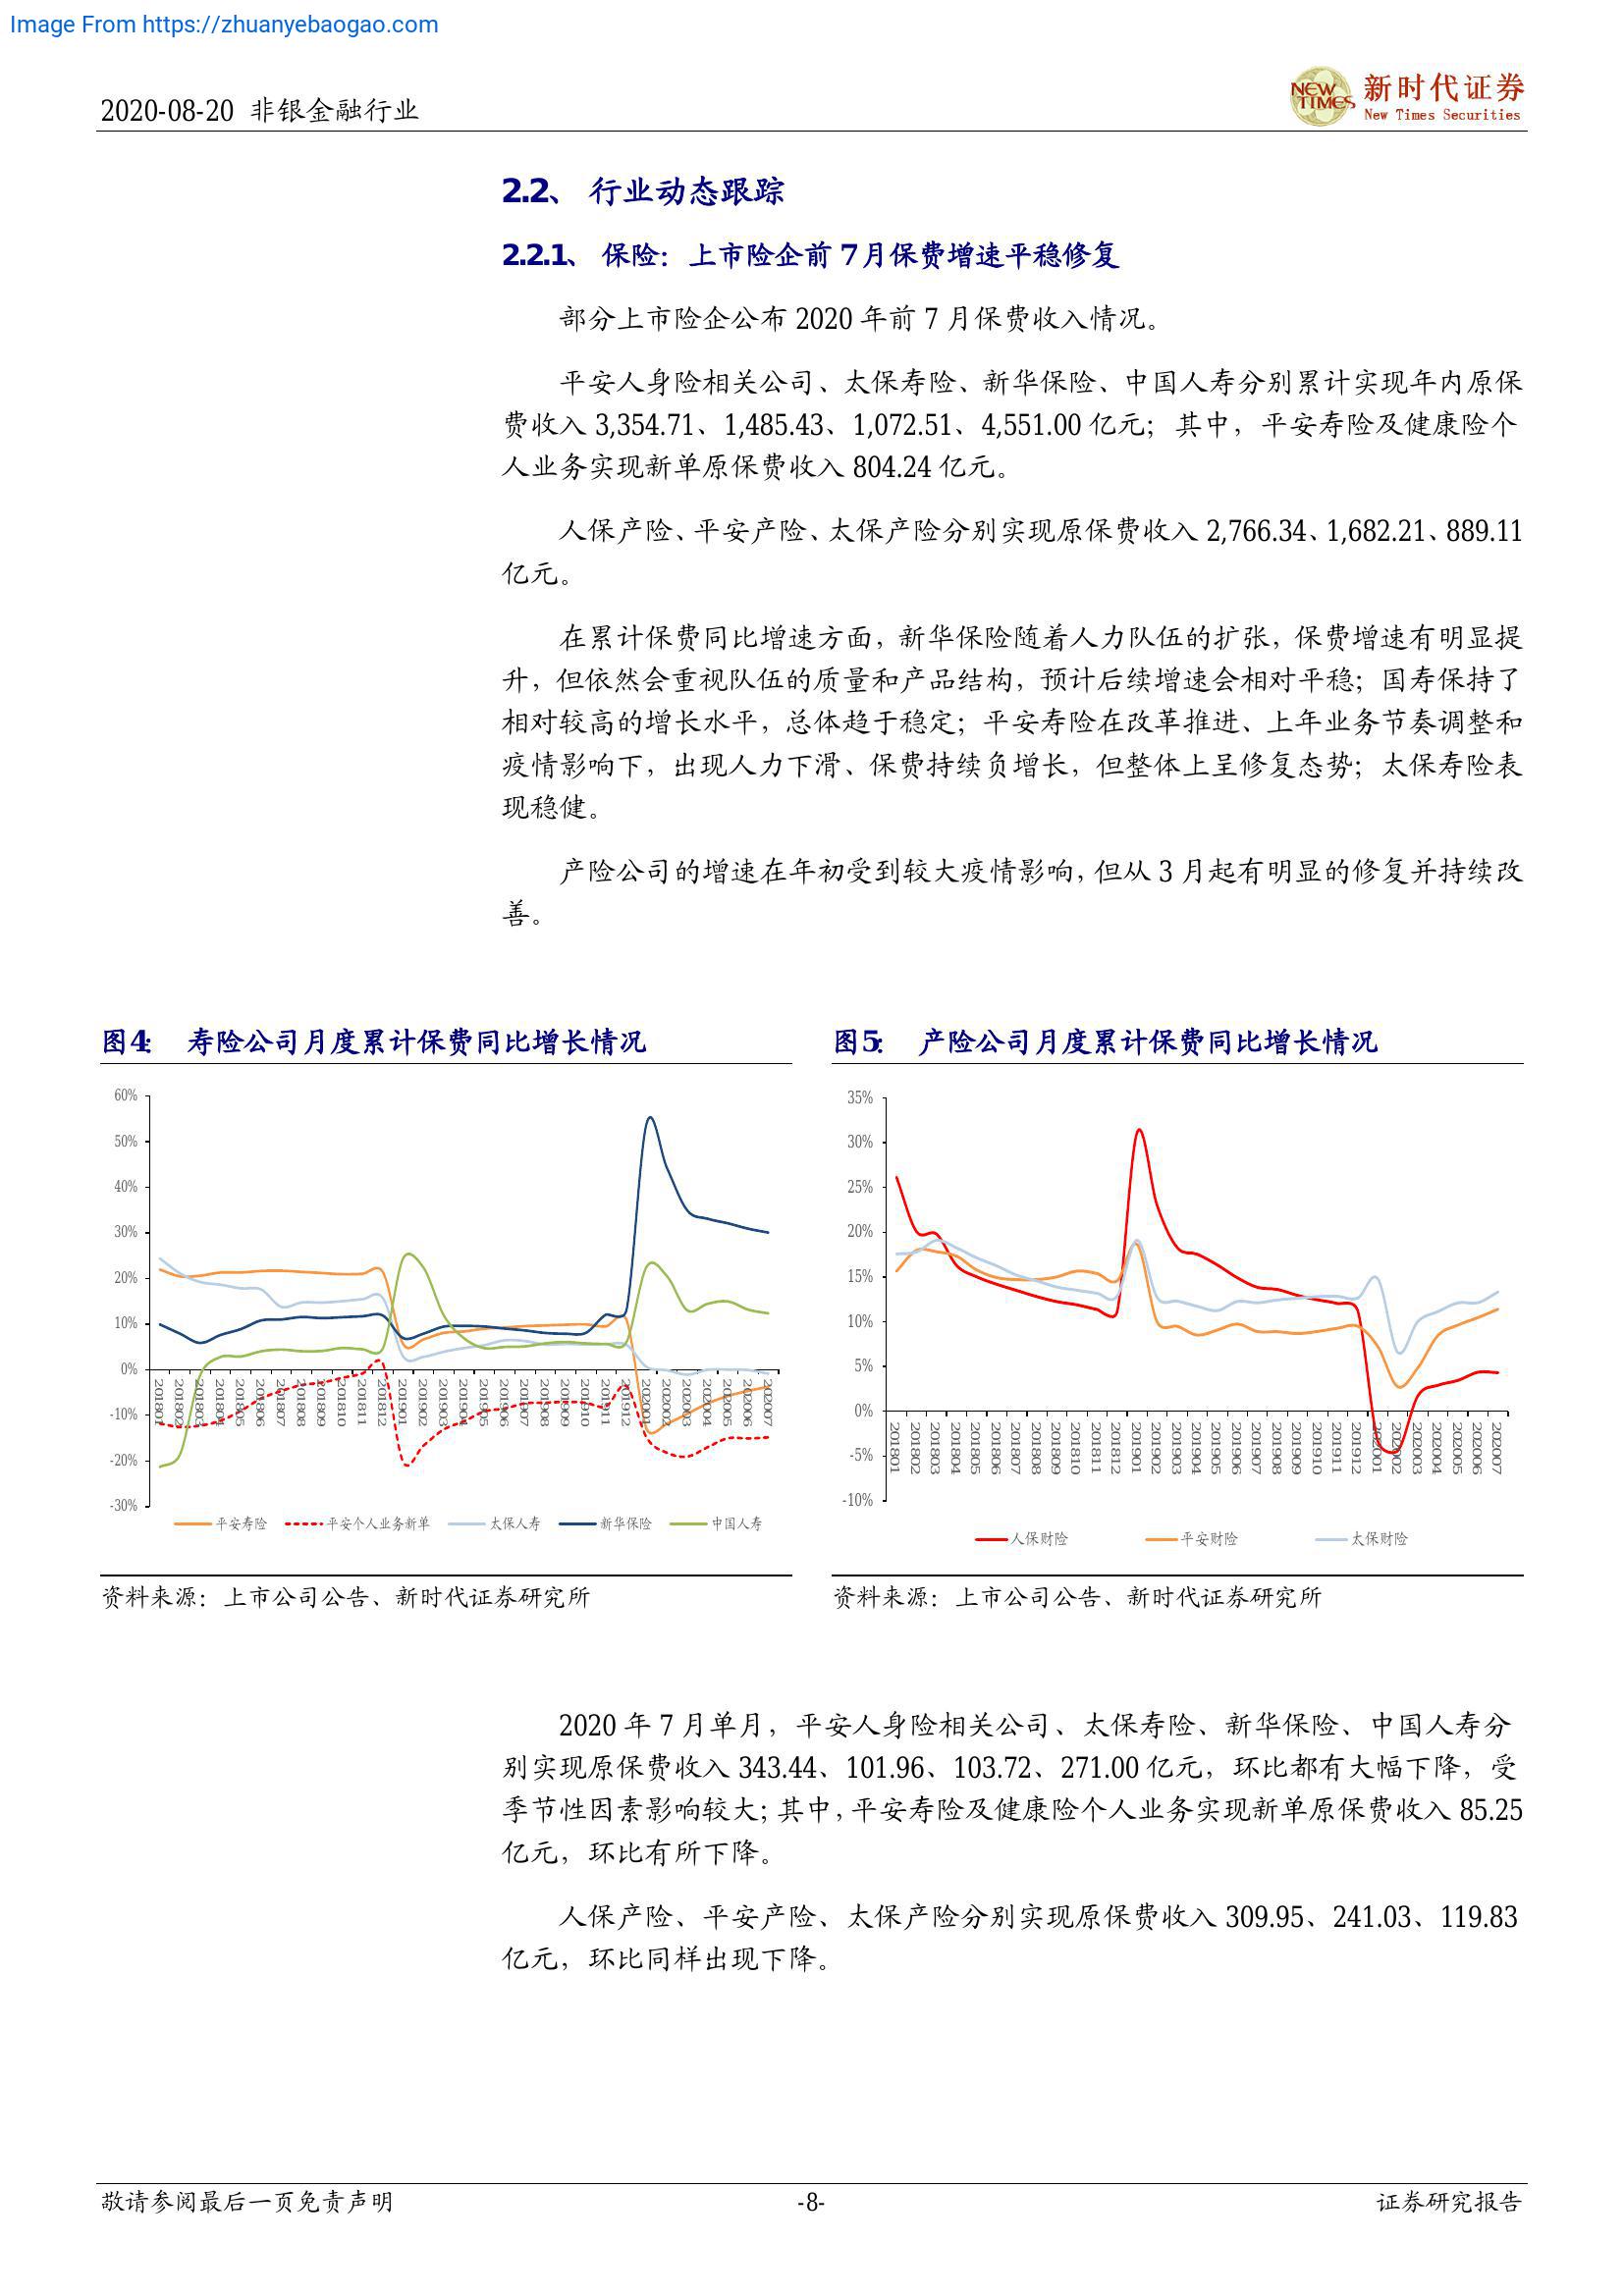 Image From https://zhuanyebaogao.com
2020-08-20 非银金融行业
NEW TIMES
新时代证券
New Times Securities
2.2、 行业动态跟踪
2.2.1、 保险：上市险企前 7 月保费增速平稳修复
部分上市险企公布 2020 年前 7 月保费收入情况。
平安人身险相关公司、太保寿险、新华保险、中国人寿分别累计实现年内原保
费收入 3,354.71、1,485.43、1,072.51、4,551.00 亿元；其中，平安寿险及健康险个
人业务实现新单原保费收入 804.24 亿元。
人保产险、平安产险、太保产险分别实现原保费收入 2,766.34、1,682.21、889.11
亿元。
在累计保费同比增速方面，新华保险随着人力队伍的扩张，保费增速有明显提
升，但依然会重视队伍的质量和产品结构，预计后续增速会相对平稳；国寿保持了
相对较高的增长水平，总体趋于稳定；平安寿险在改革推进、上年业务节奏调整和
疫情影响下，出现人力下滑、保费持续负增长，但整体上呈修复态势；太保寿险表
现稳健。
产险公司的增速在年初受到较大疫情影响，但从 3 月起有明显的修复并持续改
善。
图4： 寿险公司月度累计保费同比增长情况
60%
50%
40%
30%
20%
10%
0%
-10%
-20%
-30%
201801 201802 201803 201804 201805 201806 201807 201808 201809 201810 201811 201812 201901 201902 201903 201904 201905 201906 201907 201908 201909 201910 201911 201912 202001 202002 202003 202004 202005 202006 202007
平安寿险 平安个人业务新单 太保人寿 新华保险 中国人寿
资料来源：上市公司公告、新时代证券研究所
图5： 产险公司月度累计保费同比增长情况
35%
30%
25%
20%
15%
10%
5%
0%
-5%
-10%
201801 201802 201803 201804 201805 201806 201807 201808 201809 201810 201811 201812 201901 201902 201903 201904 201905 201906 201907 201908 201909 201910 201911 201912 202001 202002 202003 202004 202005 202006 202007
人保财险 平安财险 太保财险
资料来源：上市公司公告、新时代证券研究所
2020 年 7 月单月，平安人身险相关公司、太保寿险、新华保险、中国人寿分
别实现原保费收入 343.44、101.96、103.72、271.00 亿元，环比都有大幅下降，受
季节性因素影响较大；其中，平安寿险及健康险个人业务实现新单原保费收入 85.25
亿元，环比有所下降。
人保产险、平安产险、太保产险分别实现原保费收入 309.95、241.03、119.83
亿元，环比同样出现下降。
敬请参阅最后一页免责声明
-8-
证券研究报告